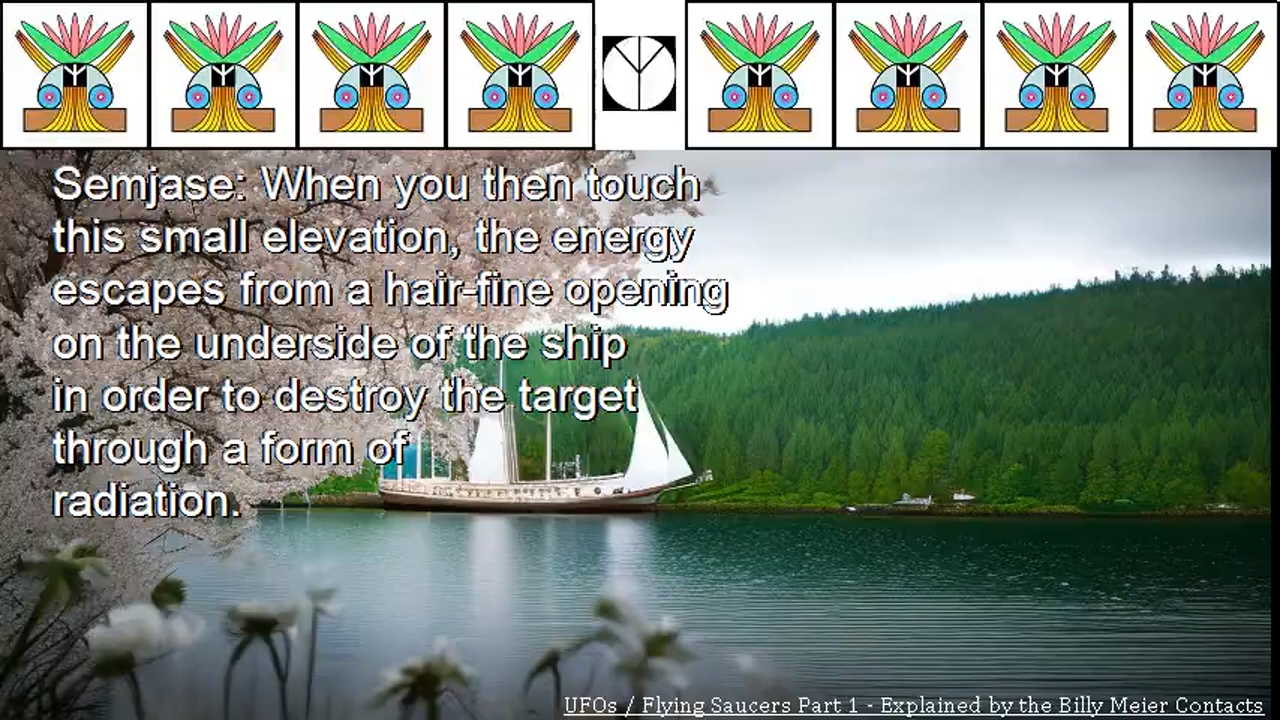 Semjase: When you then touch
this small elevation, the energy
escapes from a hair-fine opening
on the underside of the ship
in order to destroy the target
through a form of
radiation.
UFOs / Flying Saucers Part 1 - Explained by the Billy Meier Contacts